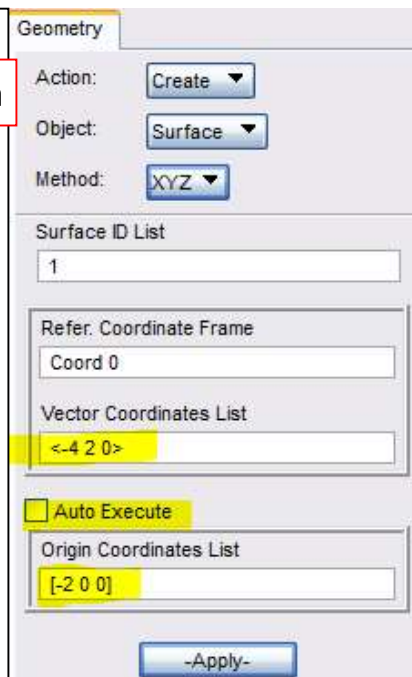 Geometry
Action: Create
Object: Surface
Method: XYZ
Surface ID List
1
Refer. Coordinate Frame
Coord 0
Vector Coordinates List
<-4 2 0>
Auto Execute
Origin Coordinates List
[-2 0 0]
-Apply-